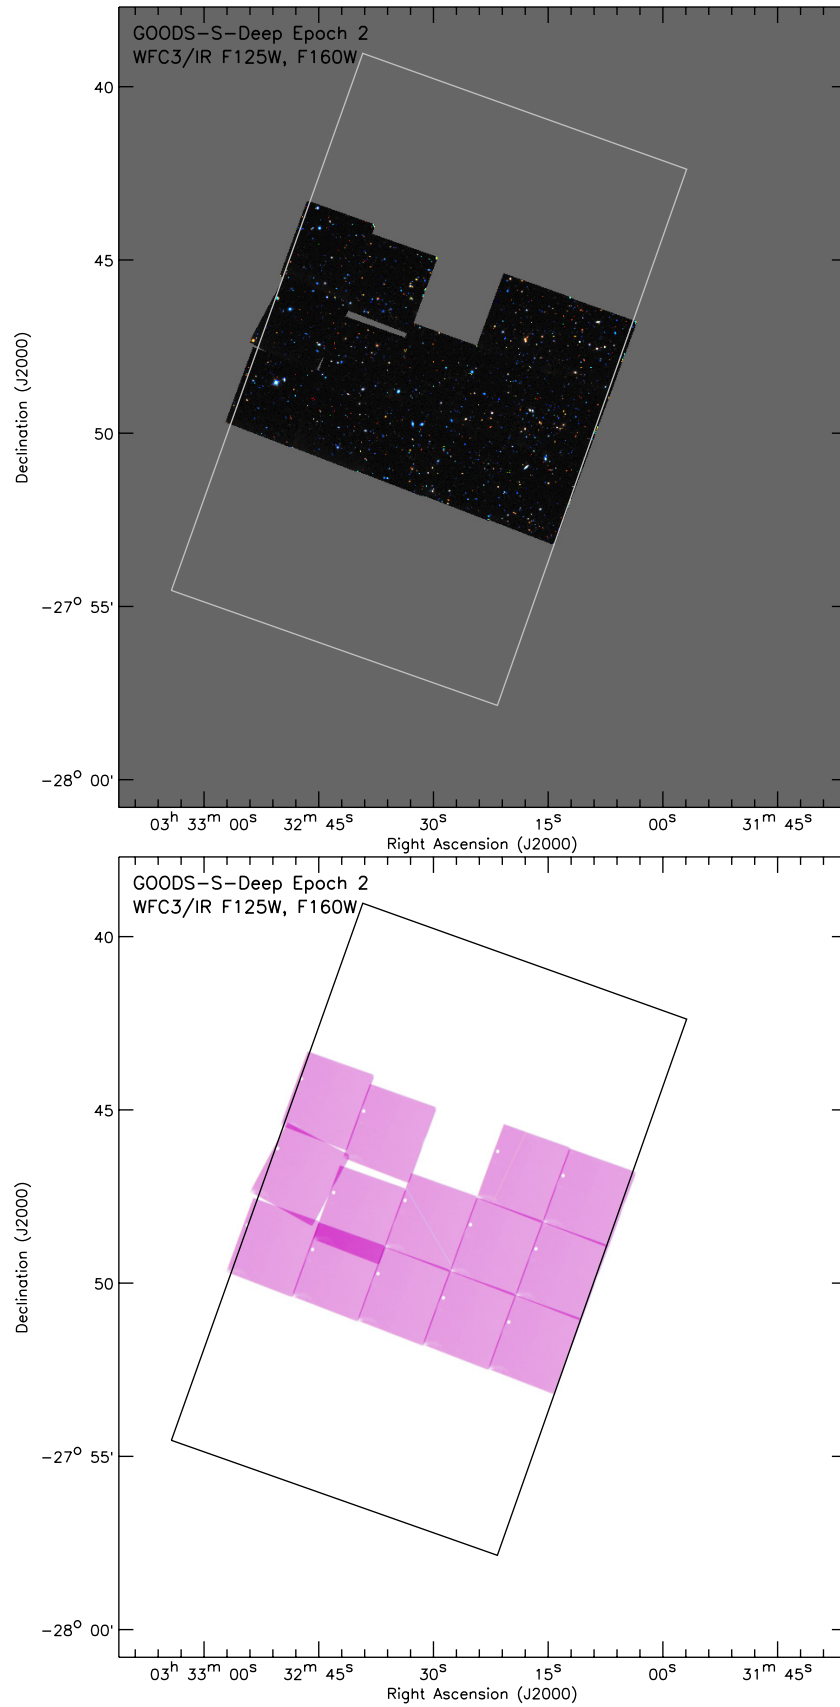 GOODS-S-Deep Epoch 2
WFC3/IR F125W, F160W
40
45
50
-27° 55'
-28° 00'
Declination (J2000)
03h 33m 00s 32m 45s 30s 15s 00s 31m 45s
Right Ascension (J2000)
GOODS-S-Deep Epoch 2
WFC3/IR F125W, F160W
40
45
50
-27° 55'
-28° 00'
Declination (J2000)
03h 33m 00s 32m 45s 30s 15s 00s 31m 45s
Right Ascension (J2000)